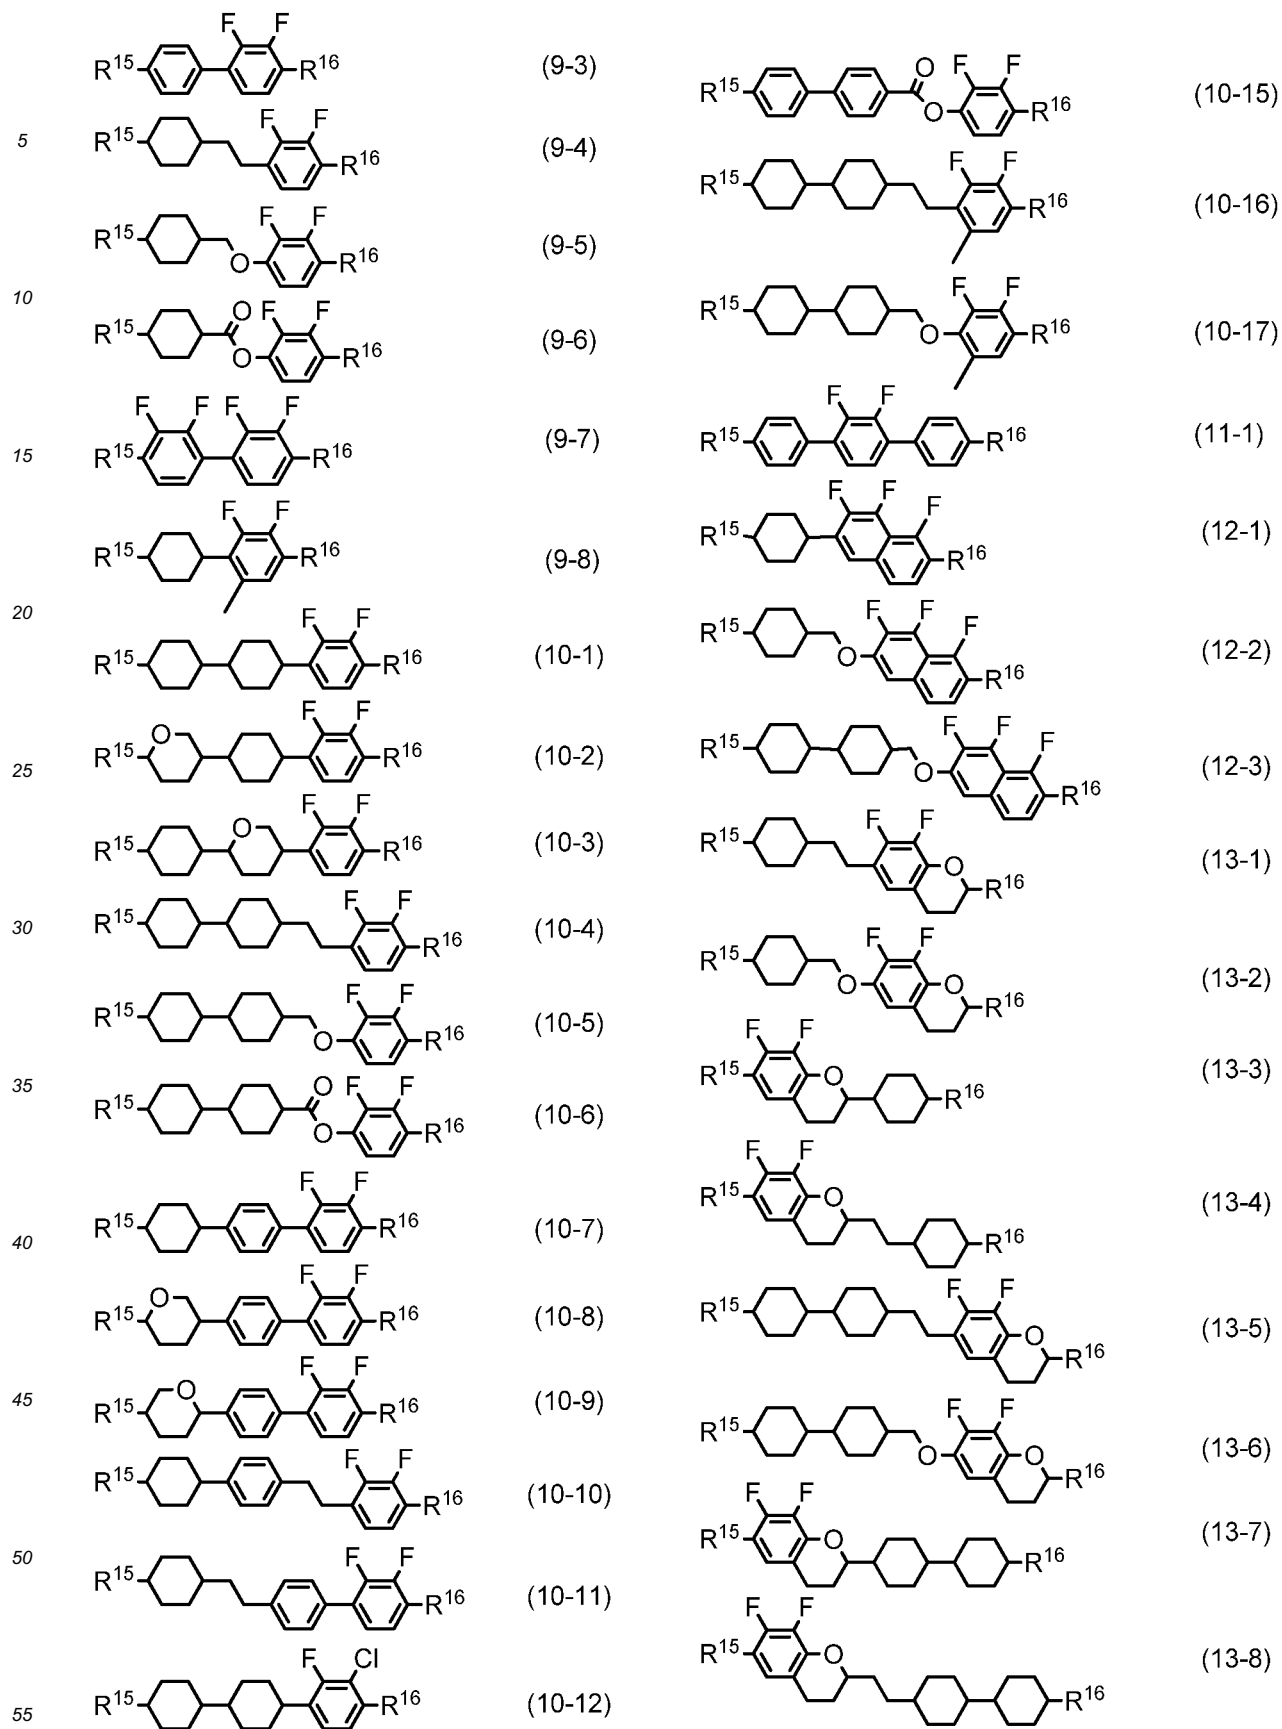 F F
R15 R16 (9-3)
5
F F
R15 R16 (9-4)
F F
R15 O R16 (9-5)
10
O F F
R15 O R16 (9-6)
F F F F
15
R15 R16 (9-7)
F F
R15 R16 (9-8)
20
F F
R15 R16 (10-1)
F F
O
25
R15 R16 (10-2)
F F
O
R15 R16 (10-3)
30
F F
R15 R16 (10-4)
F F
R15 O R16 (10-5)
35
O F F
R15 O R16 (10-6)
F F
40
R15 R16 (10-7)
F F
O
R15 R16 (10-8)
F F
45
O
R15 R16 (10-9)
F F
R15 R16 (10-10)
50
F F
R15 R16 (10-11)
F Cl
55
R15 R16 (10-12)
O F F
R15 O R16 (10-15)
F F
R15 R16 (10-16)
F F
R15 O R16 (10-17)
F F
R15 R16 (11-1)
F F F
R15 R16 (12-1)
F F F
R15 O R16 (12-2)
F F F
R15 O R16 (12-3)
F F
R15 O R16 (13-1)
F F
R15 O O R16 (13-2)
F F
R15 O R16 (13-3)
F F
R15 O R16 (13-4)
F F
R15 O R16 (13-5)
F F
R15 O O R16 (13-6)
F F
R15 O R16 (13-7)
F F
R15 O R16 (13-8)